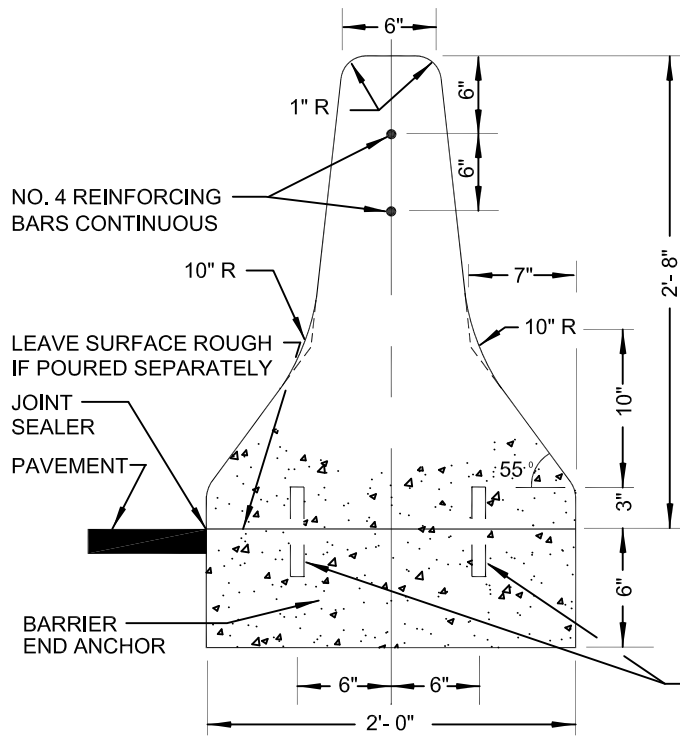 6"
1" R
6"
6"
NO. 4 REINFORCING
BARS CONTINUOUS
2'- 8"
7"
10" R
10" R
LEAVE SURFACE ROUGH
IF POURED SEPARATELY
10"
JOINT
SEALER
PAVEMENT
55°
3"
6"
BARRIER
END ANCHOR
6"
6"
2'- 0"